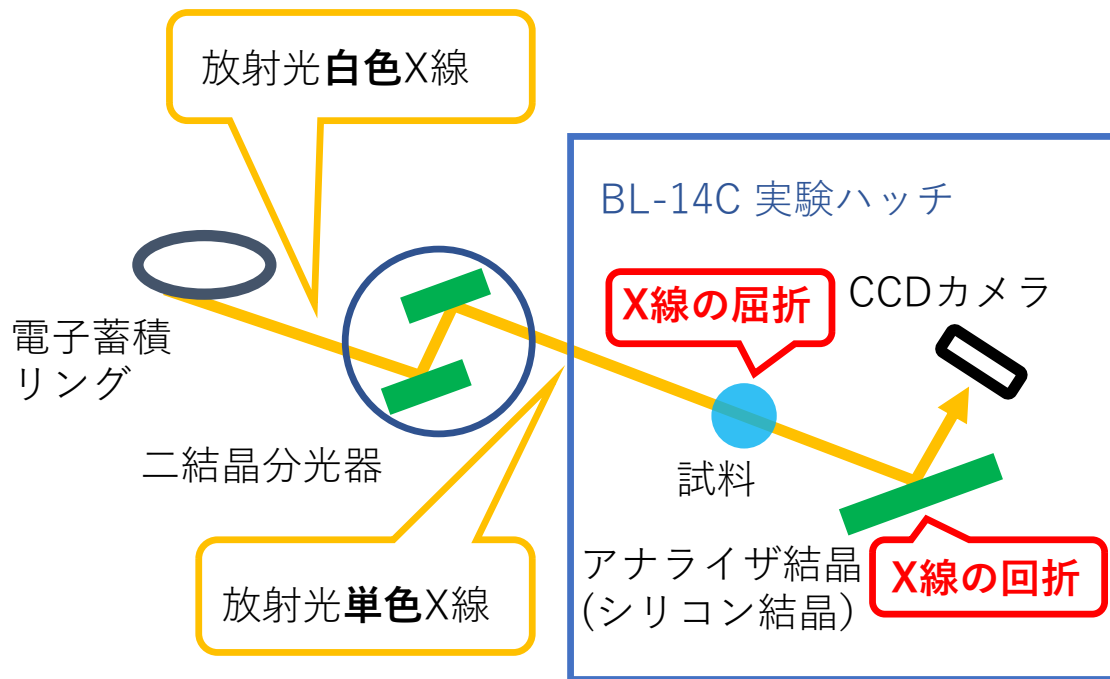 放射光白色X線
BL-14C 実験ハッチ
X線の屈折
CCDカメラ
電子蓄積
リング
二結晶分光器
試料
アナライザ結晶
(シリコン結晶)
X線の回折
放射光単色X線